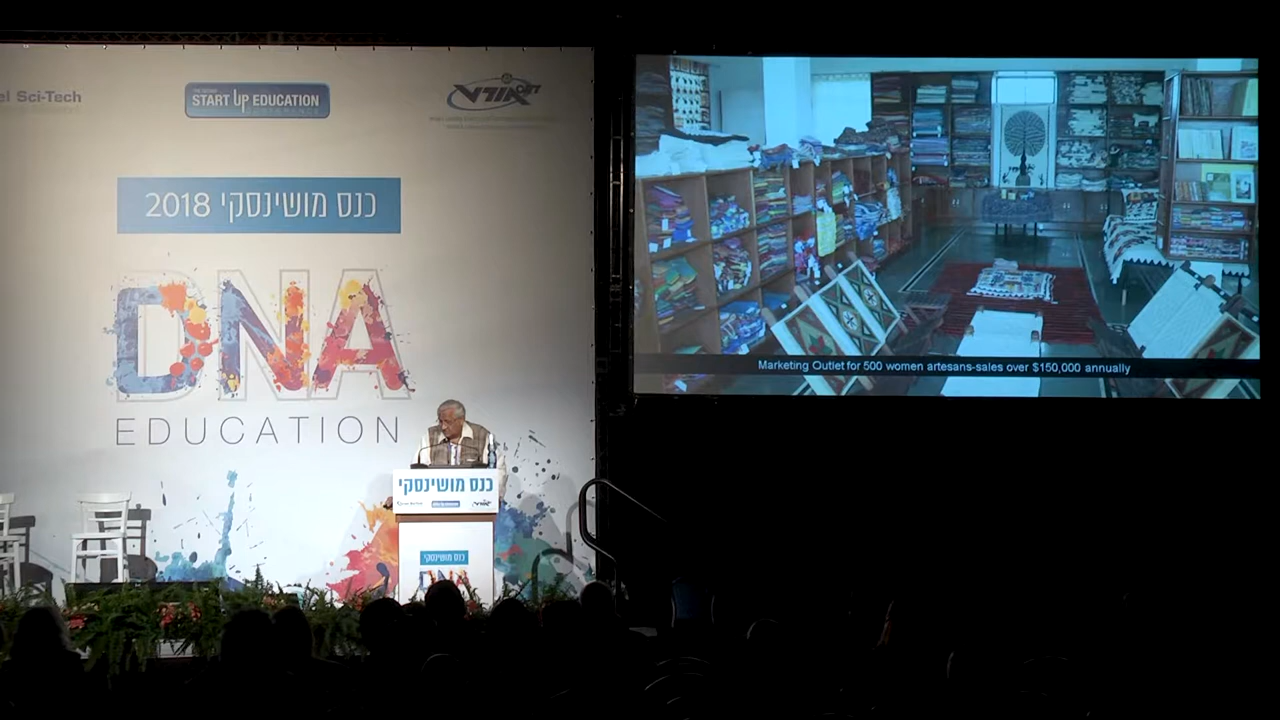 el Sci-Tech
START UP EDUCATION
כנס מושינסקי 2018
DNA
EDUCATION
כנס מושינסקי
כנס מושינסקי
DNA
Marketing Outlet for 500 women artesans-sales over $150,000 annually